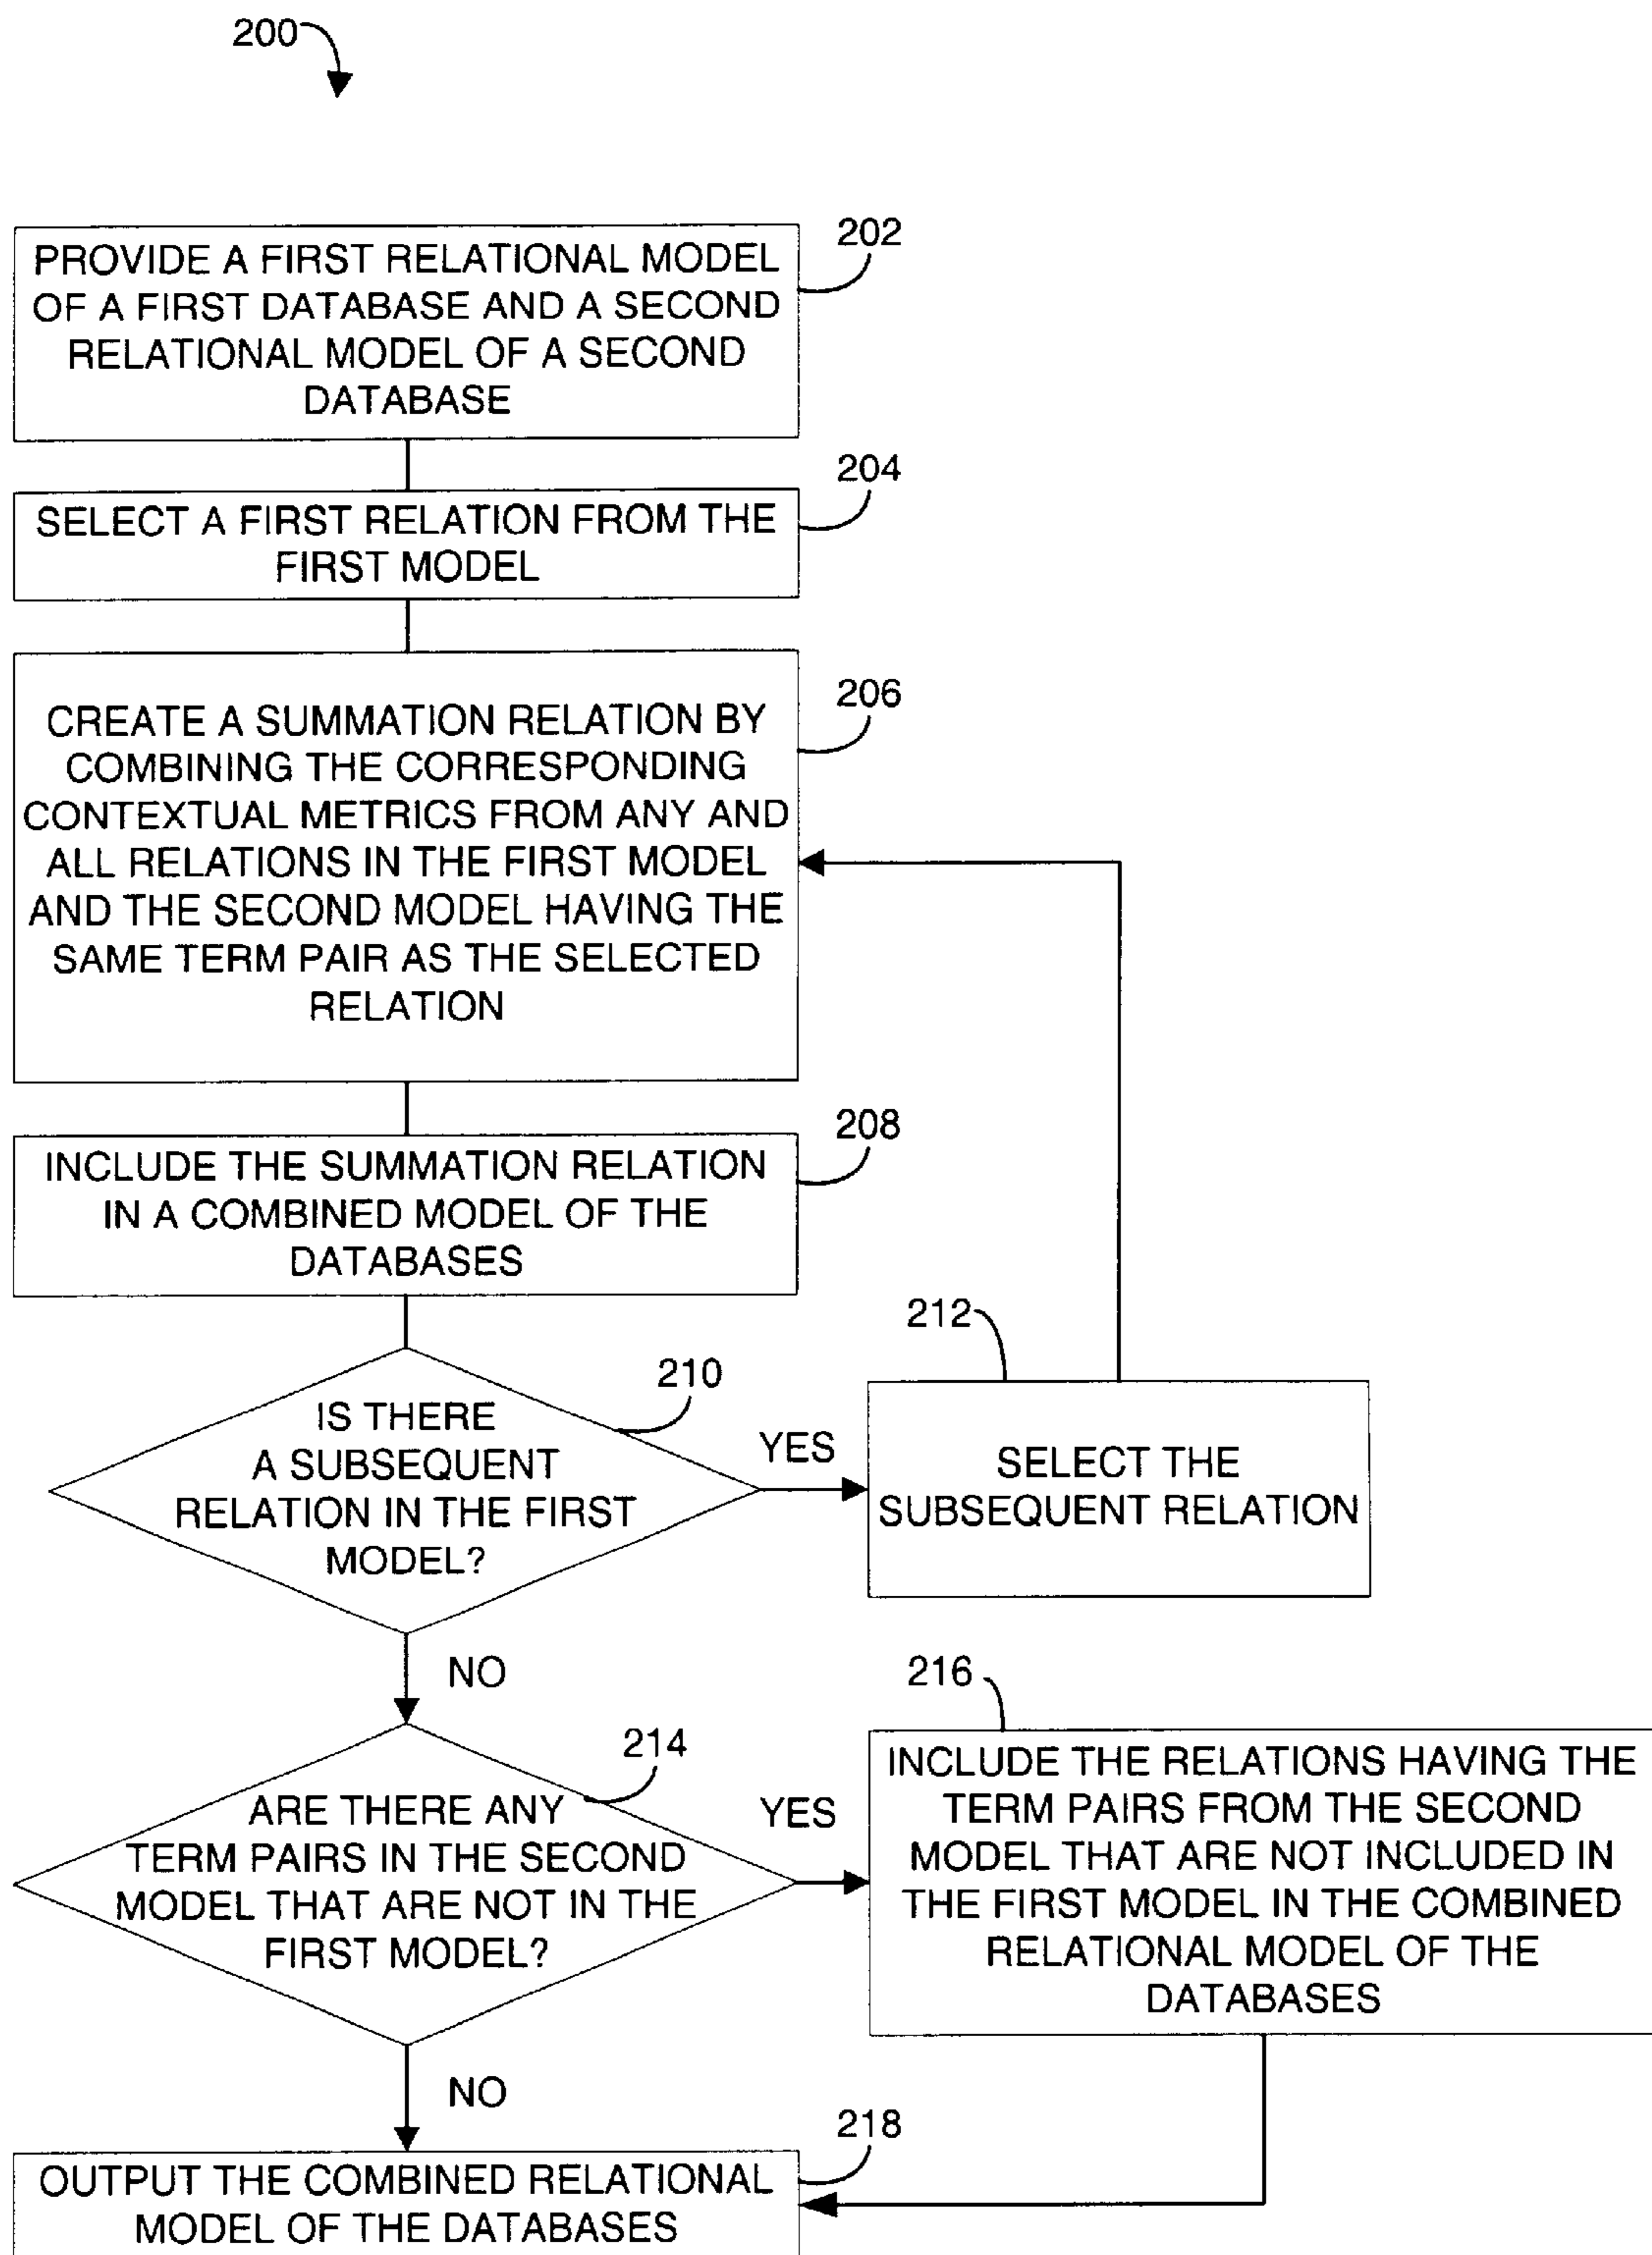 200
202
PROVIDE A FIRST RELATIONAL MODEL
OF A FIRST DATABASE AND A SECOND
RELATIONAL MODEL OF A SECOND
DATABASE
204
SELECT A FIRST RELATION FROM THE
FIRST MODEL
206
CREATE A SUMMATION RELATION BY
COMBINING THE CORRESPONDING
CONTEXTUAL METRICS FROM ANY AND
ALL RELATIONS IN THE FIRST MODEL
AND THE SECOND MODEL HAVING THE
SAME TERM PAIR AS THE SELECTED
RELATION
208
INCLUDE THE SUMMATION RELATION
IN A COMBINED MODEL OF THE
DATABASES
210
IS THERE
A SUBSEQUENT
RELATION IN THE FIRST
MODEL?
YES
212
SELECT THE
SUBSEQUENT RELATION
NO
214
ARE THERE ANY
TERM PAIRS IN THE SECOND
MODEL THAT ARE NOT IN THE
FIRST MODEL?
YES
216
INCLUDE THE RELATIONS HAVING THE
TERM PAIRS FROM THE SECOND
MODEL THAT ARE NOT INCLUDED IN
THE FIRST MODEL IN THE COMBINED
RELATIONAL MODEL OF THE
DATABASES
NO
218
OUTPUT THE COMBINED RELATIONAL
MODEL OF THE DATABASES